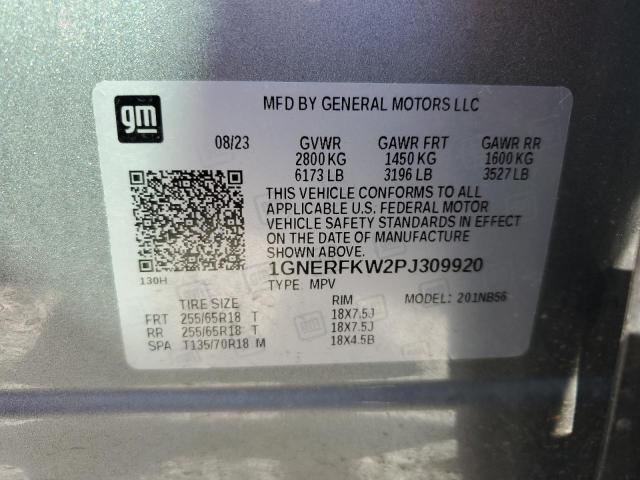 gm
MFD BY GENERAL MOTORS LLC
08/23 GVWR GAWR FRT GAWR RR
2800 KG 1450 KG 1600 KG
6173 LB 3196 LB 3527 LB
THIS VEHICLE CONFORMS TO ALL
APPLICABLE U.S. FEDERAL MOTOR
VEHICLE SAFETY STANDARDS IN EFFECT
ON THE DATE OF MANUFACTURE
SHOWN ABOVE.
1GNERFKW2PJ309920
130H TYPE MPV
TIRE SIZE RIM MODEL: 201NB56
FRT 255/65R18 T 18X7.5J
RR 255/65R18 T 18X7.5J
SPA T135/70R18 M 18X4.5B